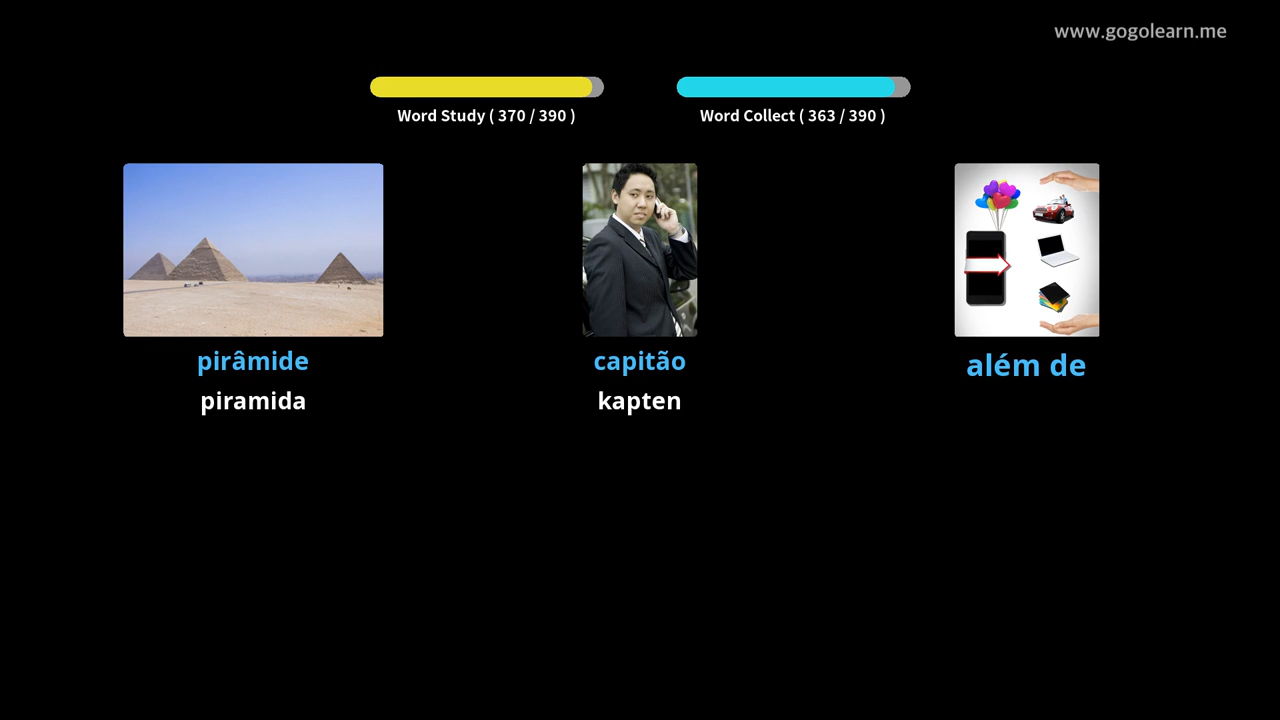 www.gogolearn.me
Word Study ( 370 / 390 )
Word Collect ( 363 / 390 )
pirâmide
capitão
além de
piramida
kapten